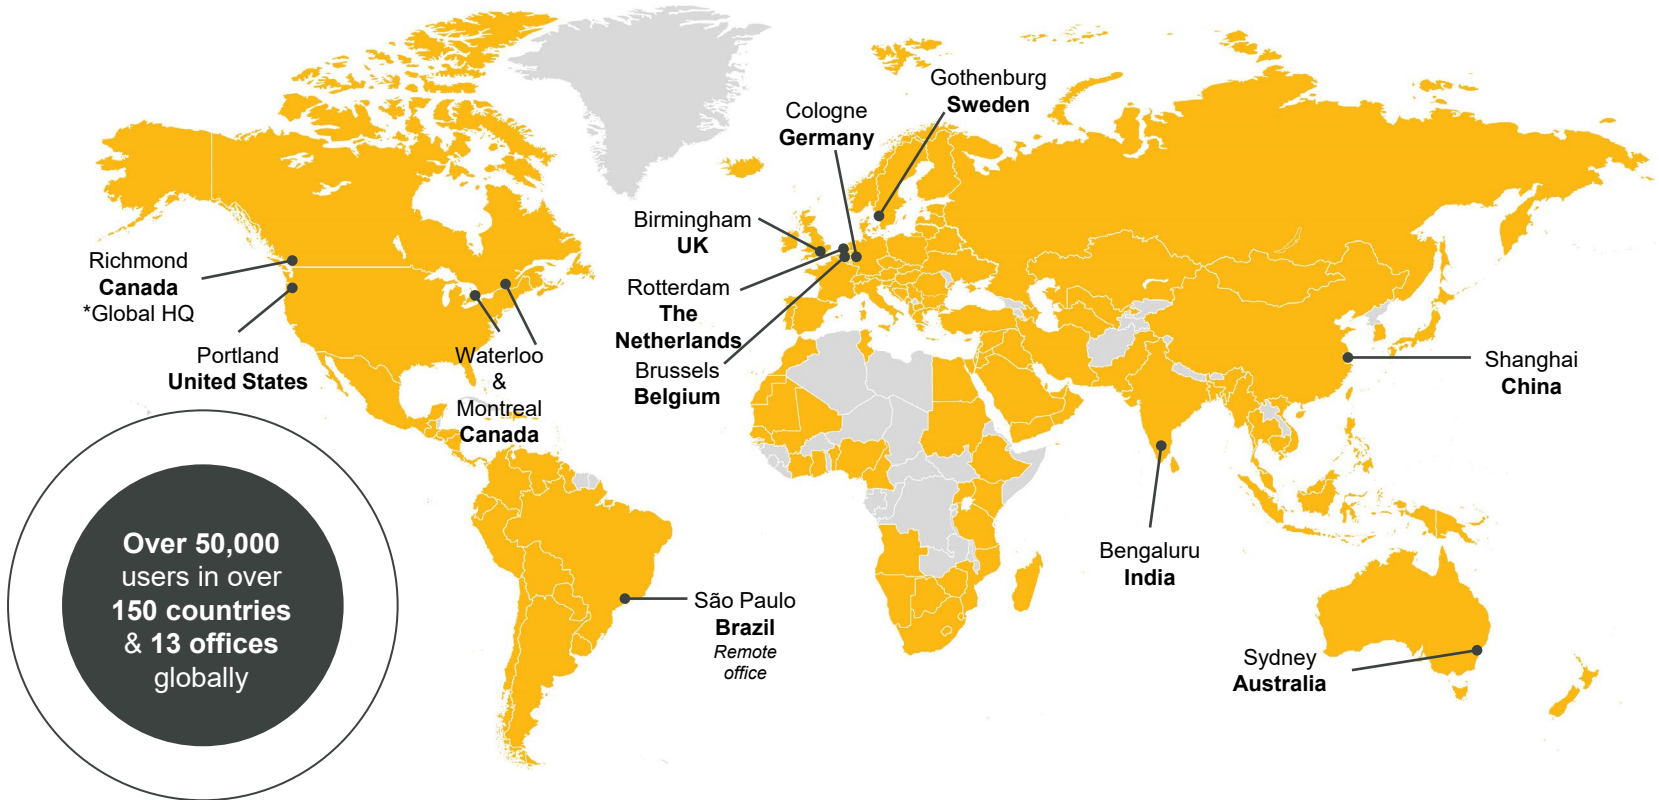 Gothenburg
Sweden
Cologne
Germany
Birmingham
UK
Rotterdam
The
Netherlands
Brussels
Belgium
Richmond
Canada
*Global HQ
Portland
United States
Waterloo
&
Montreal
Canada
Shanghai
China
Bengaluru
India
São Paulo
Brazil
Remote
office
Sydney
Australia
Over 50,000
users in over
150 countries
& 13 offices
globally